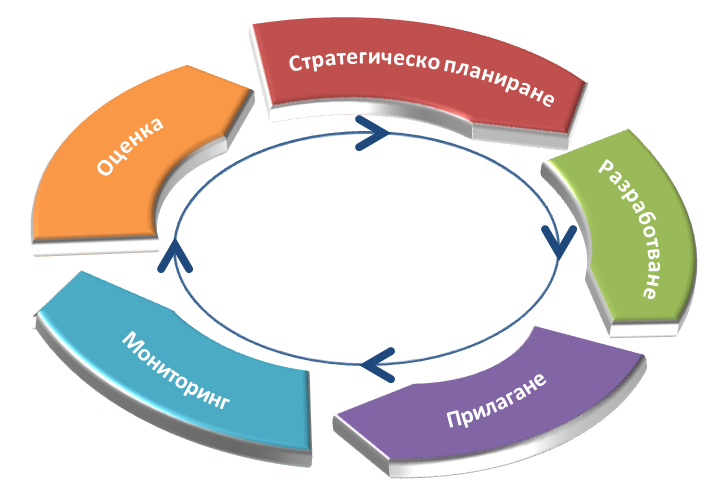 Стратегическо планиране
Разработване
Прилагане
Мониторинг
Оценка